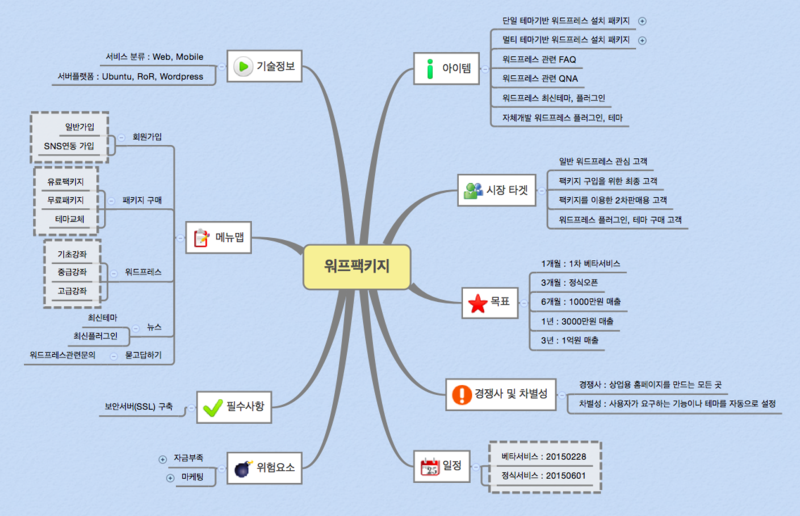 워프팩키지
기술정보
서비스 분류 : Web, Mobile
서버플랫폼 : Ubuntu, RoR, Wordpress
메뉴맵
회원가입
일반가입
SNS연동 가입
패키지 구매
유료팩키지
무료패키지
테마교체
워드프레스
기초강좌
중급강좌
고급강좌
뉴스
최신테마
최신플러그인
묻고답하기
워드프레스관련문의
필수사항
보안서버(SSL) 구축
위험요소
자금부족
마케팅
아이템
단일 테마기반 워드프레스 설치 패키지
멀티 테마기반 워드프레스 설치 패키지
워드프레스 관련 FAQ
워드프레스 관련 QNA
워드프레스 최신테마, 플러그인
자체개발 워드프레스 플러그인, 테마
시장 타겟
일반 워드프레스 관심 고객
팩키지 구입을 위한 최종 고객
팩키지를 이용한 2차판매용 고객
워드프레스 플러그인, 테마 구매 고객
목표
1개월 : 1차 베타서비스
3개월 : 정식오픈
6개월 : 1000만원 매출
1년 : 3000만원 매출
3년 : 1억원 매출
경쟁사 및 차별성
경쟁사 : 상업용 홈페이지를 만드는 모든 곳
차별성 : 사용자가 요구하는 기능이나 테마를 자동으로 설정
일정
베타서비스 : 20150228
정식서비스 : 20150601